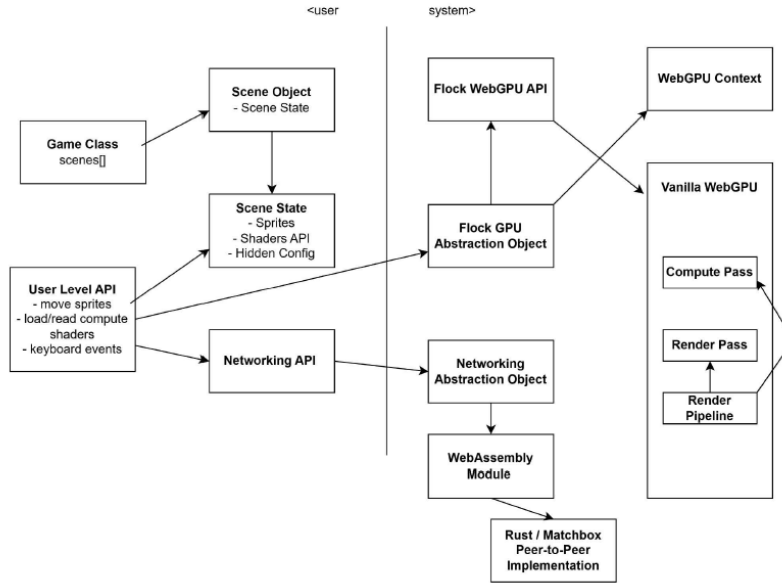 <user
system>
Scene Object
- Scene State
Flock WebGPU API
WebGPU Context
Game Class
scenes[]
Vanilla WebGPU
Scene State
- Sprites
- Shaders API
- Hidden Config
Flock GPU
Abstraction Object
Compute Pass
User Level API
- move sprites
- load/read compute
shaders
- keyboard events
Networking API
Networking
Abstraction Object
Render Pass
Render
Pipeline
WebAssembly
Module
Rust / Matchbox
Peer-to-Peer
Implementation